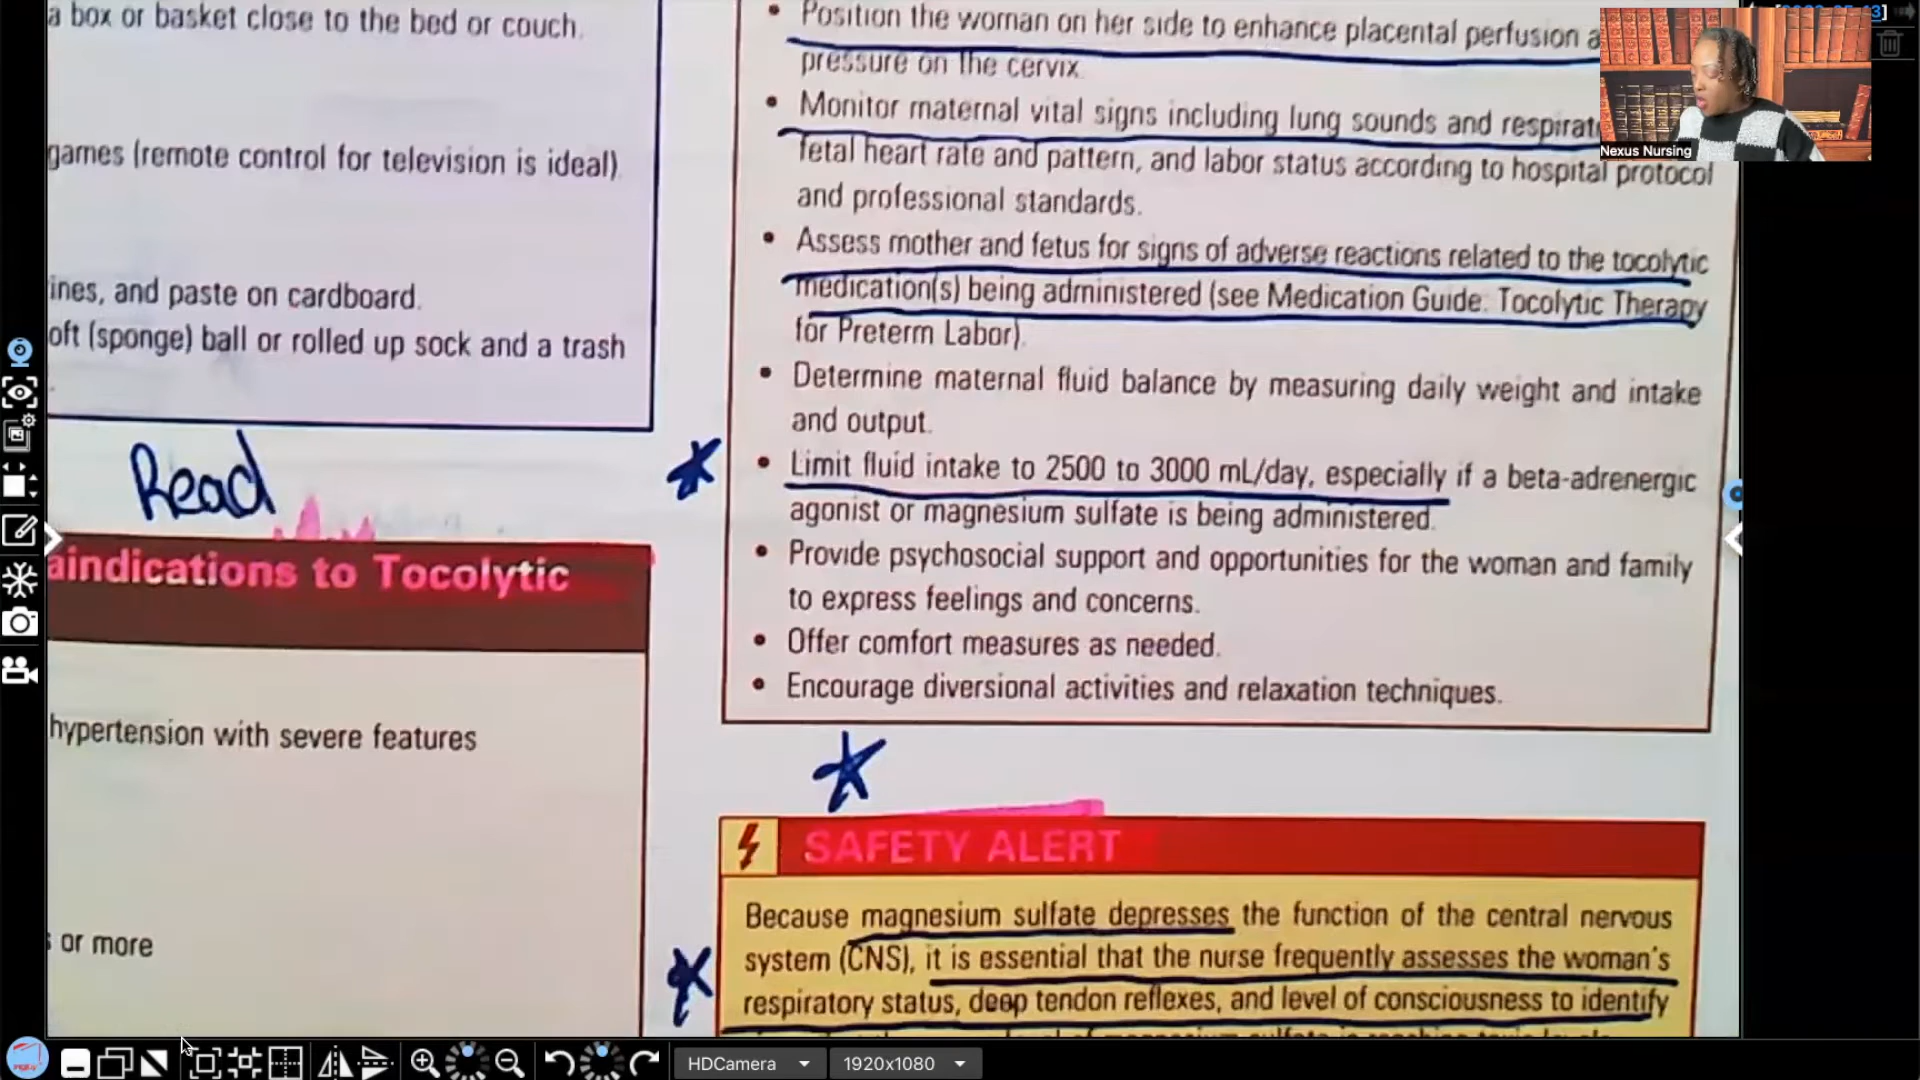 a box or basket close to the bed or couch.
games (remote control for television is ideal)
ines, and paste on cardboard.
oft (sponge) ball or rolled up sock and a trash
Read
aindications to Tocolytic
hypertension with severe features
or more
• Position the woman on her side to enhance placental perfusion a
pressure on the cervix.
• Monitor maternal vital signs including lung sounds and respirat
fetal heart rate and pattern, and labor status according to hospital protocol
and professional standards.
• Assess mother and fetus for signs of adverse reactions related to the tocolytic
medication(s) being administered (see Medication Guide: Tocolytic Therapy
for Preterm Labor).
• Determine maternal fluid balance by measuring daily weight and intake
and output.
• Limit fluid intake to 2500 to 3000 mL/day, especially if a beta-adrenergic
agonist or magnesium sulfate is being administered.
• Provide psychosocial support and opportunities for the woman and family
to express feelings and concerns.
• Offer comfort measures as needed.
• Encourage diversional activities and relaxation techniques.
SAFETY ALERT
Because magnesium sulfate depresses the function of the central nervous
system (CNS), it is essential that the nurse frequently assesses the woman's
respiratory status, deep tendon reflexes, and level of consciousness to identify
Nexus Nursing
HDCamera
1920x1080